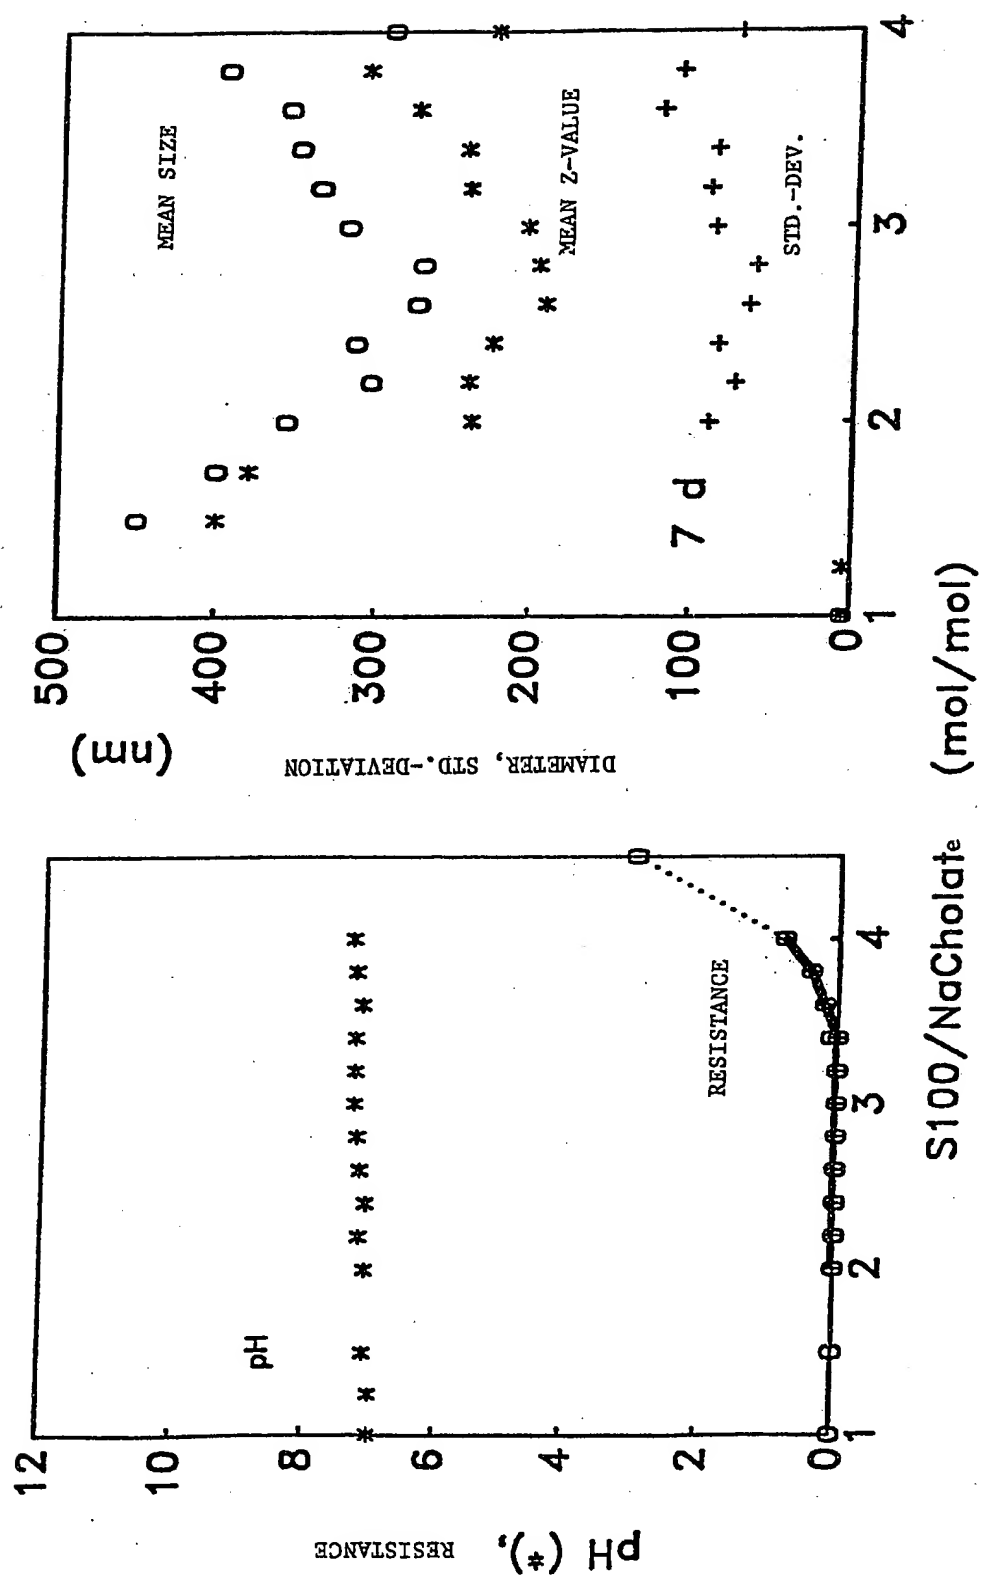 RESISTANCE
pH (*),
12
10
8
6
4
2
0
pH
RESISTANCE
1
2
3
4
S100/NaCholate
(mol/mol)
(nm)
DIAMETER, STD.-DEVIATION
500
400
300
200
100
0
MEAN SIZE
MEAN Z-VALUE
STD.-DEV.
7 d
1
2
3
4